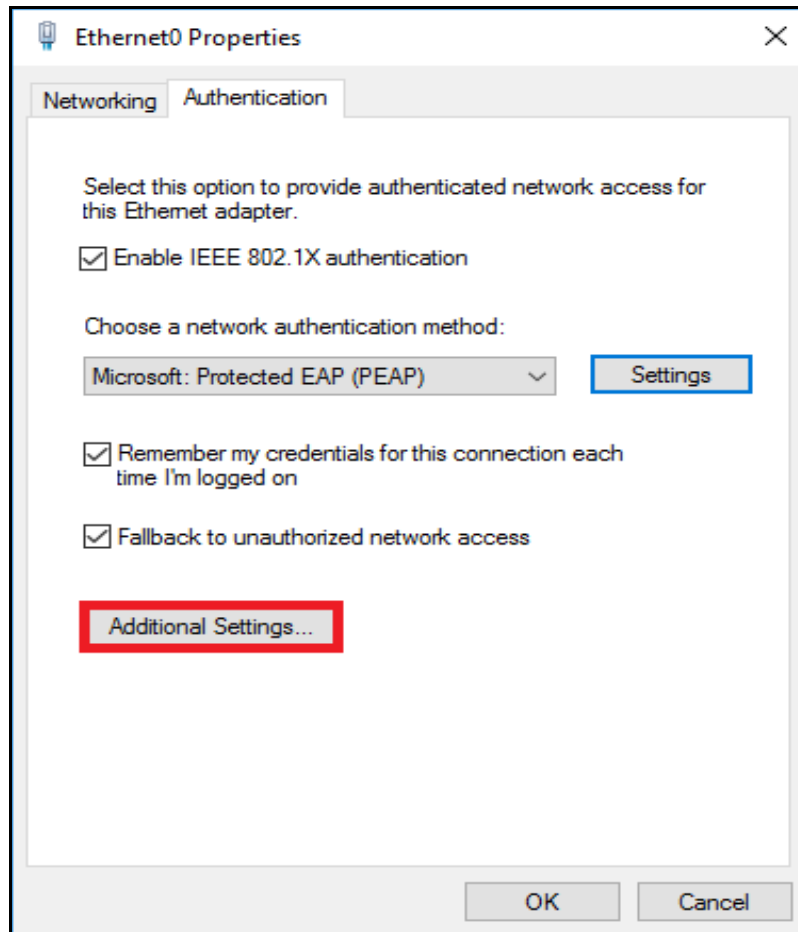 Ethernet0 Properties
Networking
Authentication
Select this option to provide authenticated network access for
this Ethernet adapter.
Enable IEEE 802.1X authentication
Choose a network authentication method:
Microsoft: Protected EAP (PEAP)
Settings
Remember my credentials for this connection each
time I'm logged on
Fallback to unauthorized network access
Additional Settings...
OK
Cancel